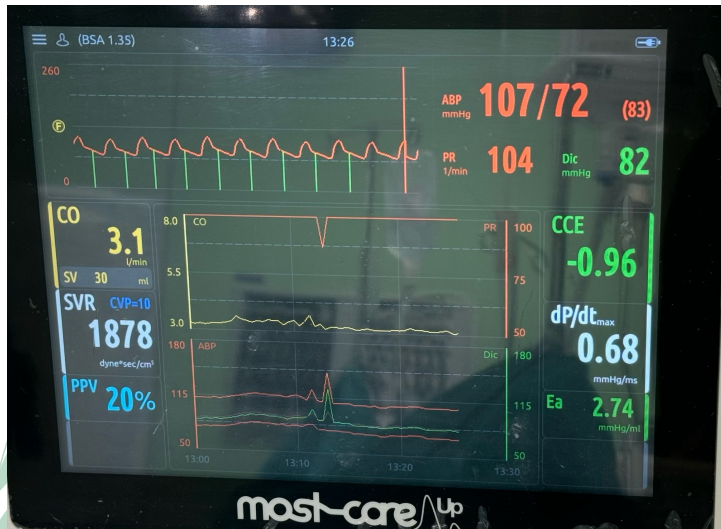 (BSA 1.35) 13:26
260
F
0
ABP mmHg 107/72 (83)
PR 1/min 104 Dic mmHg 82
CO
3.1
l/min
SV 30 ml
SVR CVP=10
1878
dyne*sec/cm⁵
PPV 20%
8.0 CO PR 100
5.5 75
3.0 50
180 ABP Dic 180
115 115
50 50
13:00 13:10 13:20 13:30
CCE
-0.96
dP/dtmax
0.68
mmHg/ms
Ea 2.74
mmHg/ml
most-care Up